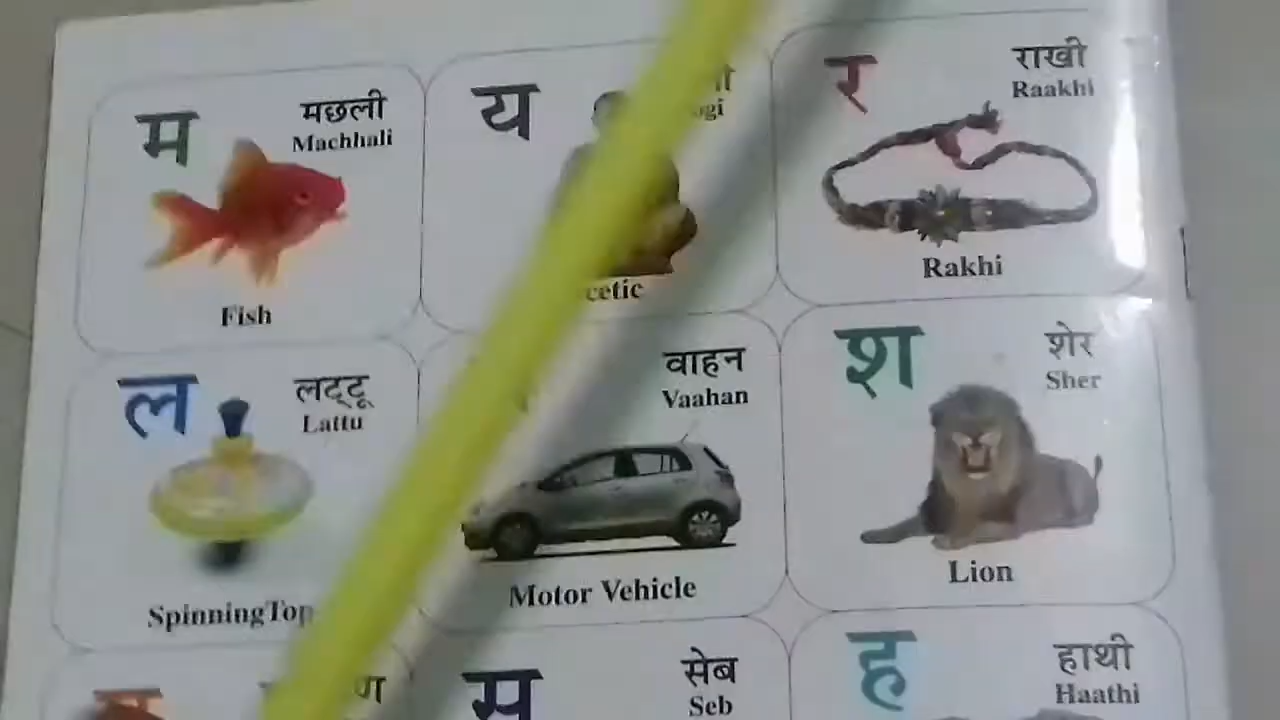 म
मछली
Machhali
Fish
य
र
राखी
Raakhi
Rakhi
ल
लट्टू
Lattu
SpinningTop
वाहन
Vaahan
Motor Vehicle
श
शेर
Sher
Lion
सेब
Seb
ह
हाथी
Haathi